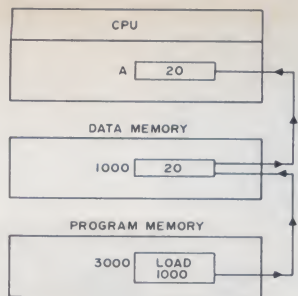 CPU
A 20
DATA MEMORY
1000 20
PROGRAM MEMORY
3000 LOAD
1000